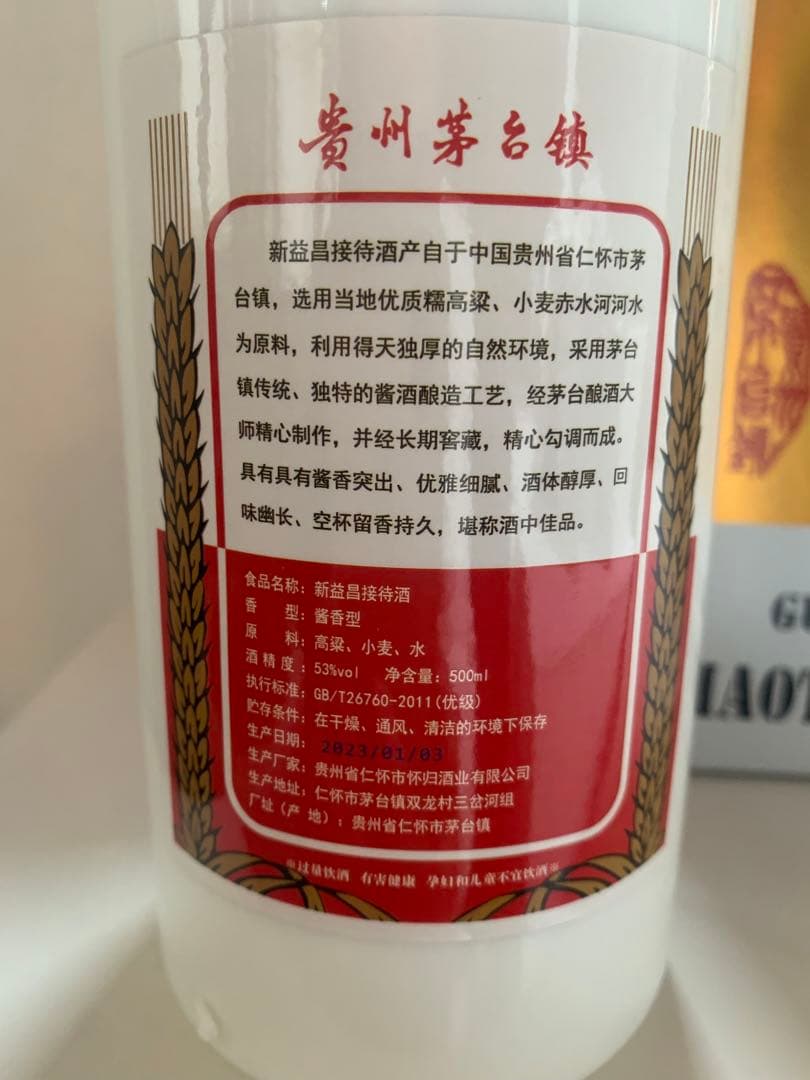 贵州茅台镇
新益昌接待酒产自于中国贵州省仁怀市茅
台镇，选用当地优质糯高粱、小麦赤水河河水
为原料，利用得天独厚的自然环境，采用茅台
镇传统、独特的酱酒酿造工艺，经茅台酿酒大
师精心制作，并经长期窖藏，精心勾调而成。
具有具有酱香突出、优雅细腻、酒体醇厚、回
味幽长、空杯留香持久，堪称酒中佳品。
食品名称：新益昌接待酒
香 型：酱香型
原 料：高粱、小麦、水
酒精度：53%vol 净含量：500ml
执行标准：GB/T26760-2011(优级)
贮存条件：在干燥、通风、清洁的环境下保存
生产日期：2023/01/03
生产厂家：贵州省仁怀市怀归酒业有限公司
生产地址：仁怀市茅台镇双龙村三岔河组
厂址（产 地）：贵州省仁怀市茅台镇
※过量饮酒 有害健康 孕妇和儿童不宜饮酒※